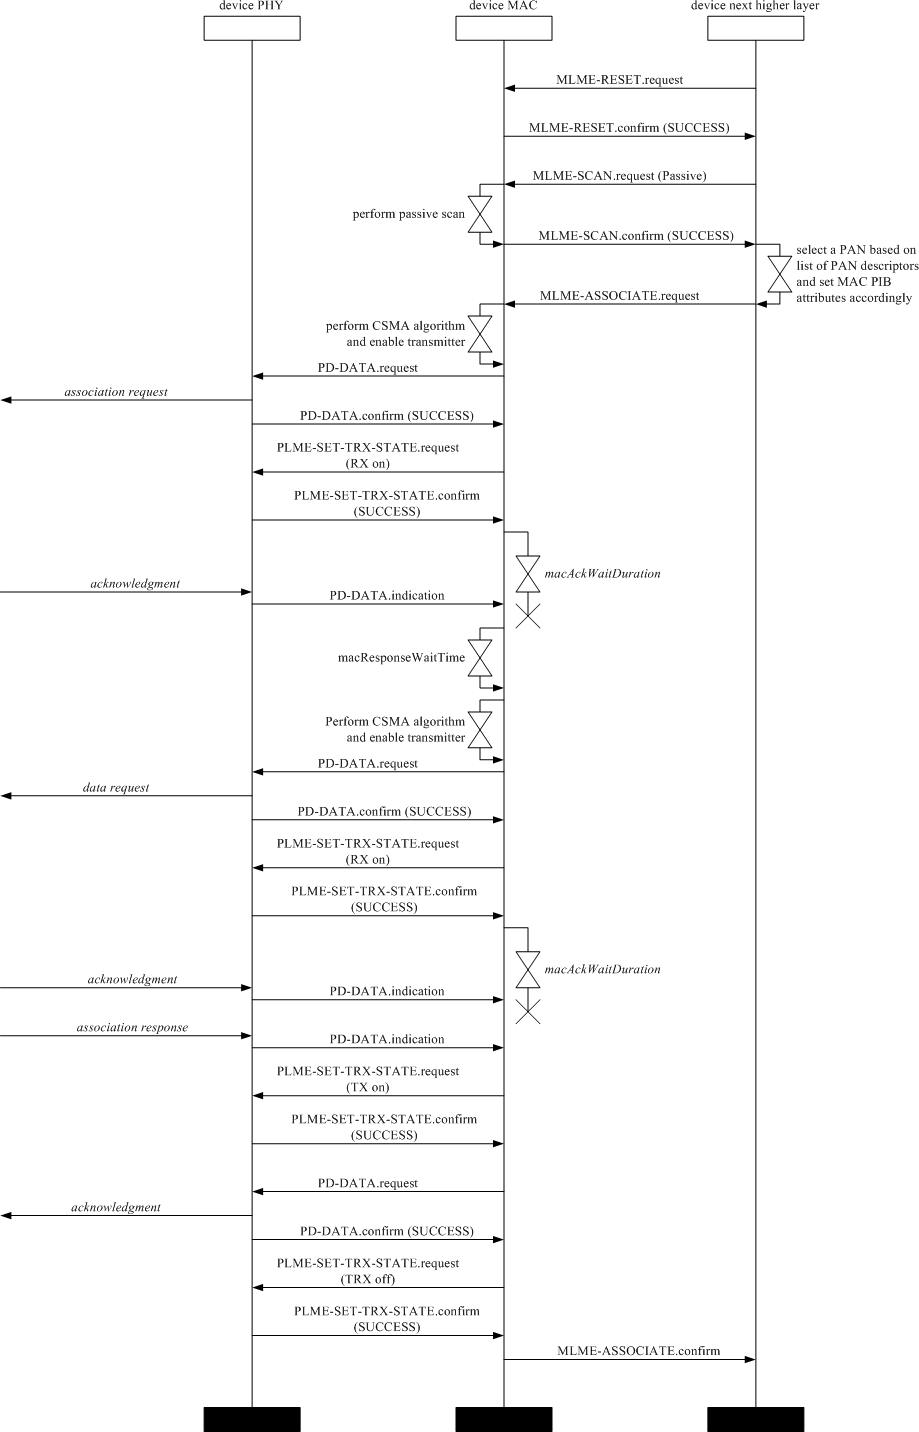 device PHY
device MAC
device next higher layer
MLME-RESET.request
MLME-RESET.confirm (SUCCESS)
MLME-SCAN.request (Passive)
perform passive scan
MLME-SCAN.confirm (SUCCESS)
select a PAN based on
list of PAN descriptors
and set MAC PIB
attributes accordingly
MLME-ASSOCIATE.request
perform CSMA algorithm
and enable transmitter
PD-DATA.request
association request
PD-DATA.confirm (SUCCESS)
PLME-SET-TRX-STATE.request
(RX on)
PLME-SET-TRX-STATE.confirm
(SUCCESS)
macAckWaitDuration
acknowledgment
PD-DATA.indication
macResponseWaitTime
Perform CSMA algorithm
and enable transmitter
PD-DATA.request
data request
PD-DATA.confirm (SUCCESS)
PLME-SET-TRX-STATE.request
(RX on)
PLME-SET-TRX-STATE.confirm
(SUCCESS)
macAckWaitDuration
acknowledgment
PD-DATA.indication
association response
PD-DATA.indication
PLME-SET-TRX-STATE.request
(TX on)
PLME-SET-TRX-STATE.confirm
(SUCCESS)
PD-DATA.request
acknowledgment
PD-DATA.confirm (SUCCESS)
PLME-SET-TRX-STATE.request
(TRX off)
PLME-SET-TRX-STATE.confirm
(SUCCESS)
MLME-ASSOCIATE.confirm